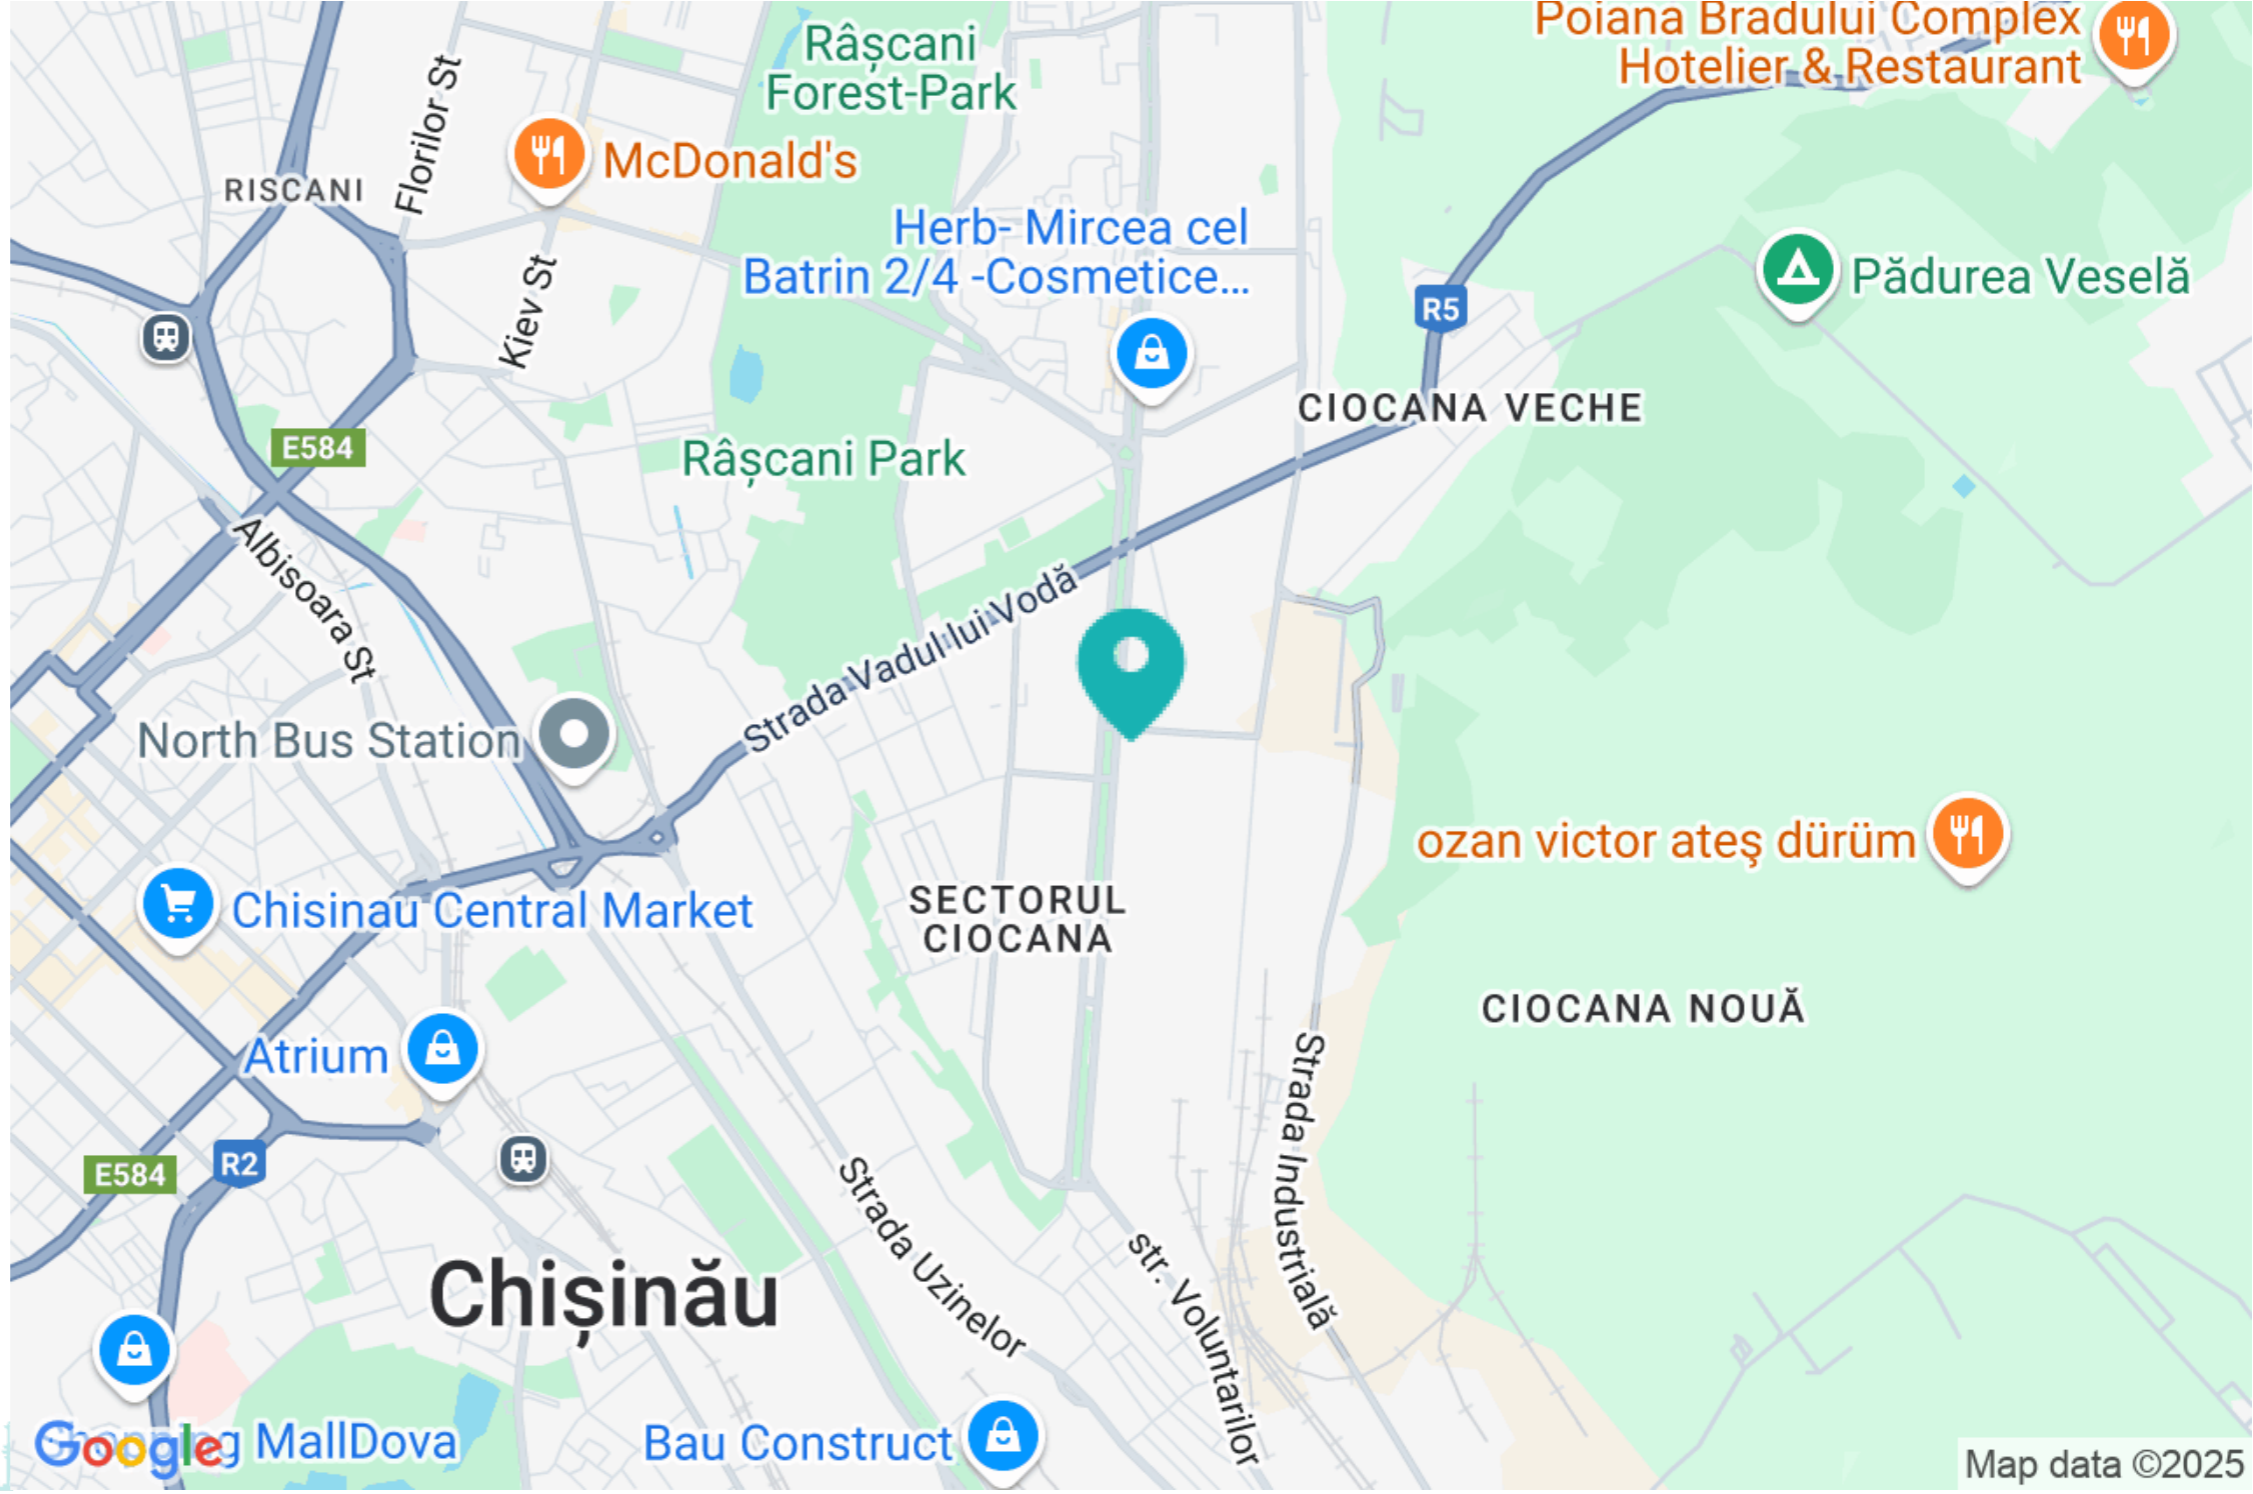 Poiana Bradului Complex
Hotelier & Restaurant
Râșcani
Forest-Park
Florilor St
McDonald's
RISCANI
Herb- Mircea cel
Batrin 2/4 -Cosmetice...
Kiev St
Pădurea Veselă
R5
CIOCANA VECHE
E584
Râșcani Park
Albisoara St
Strada Vadul lui Vodă
North Bus Station
ozan victor ateş dürüm
Chisinau Central Market
SECTORUL
CIOCANA
CIOCANA NOUĂ
Atrium
Strada Industrială
E584
R2
Strada Uzinelor
str. Voluntarilor
Chișinău
Shopping MallDova
Google
Bau Construct
Map data ©2025